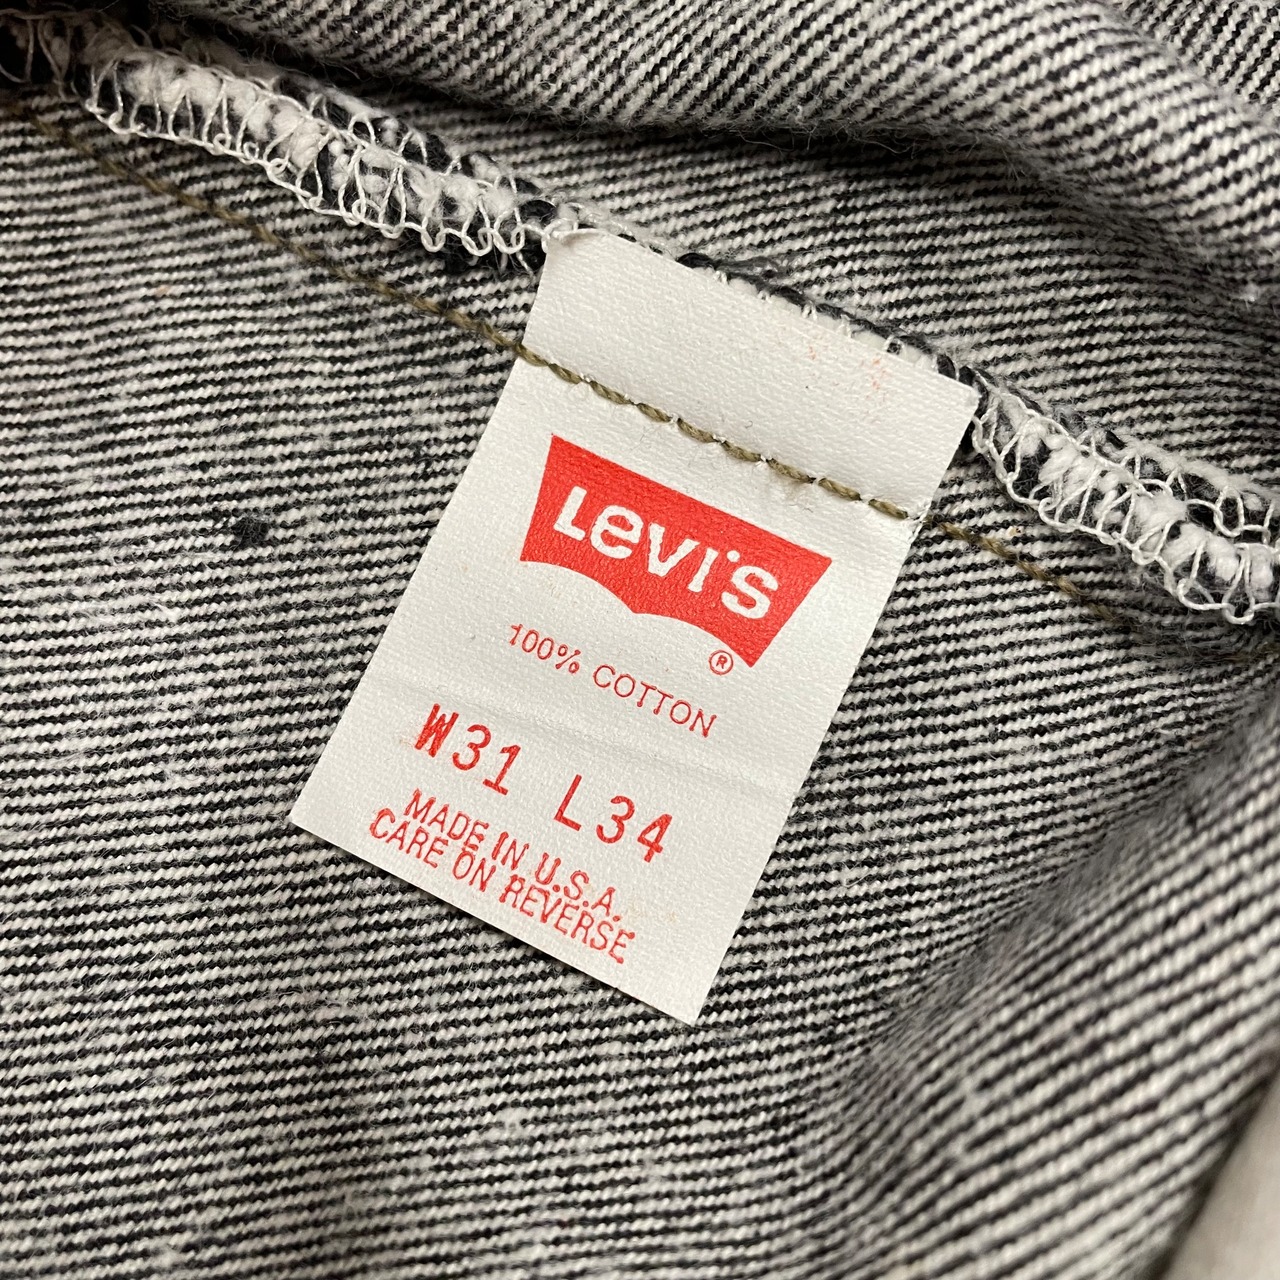 Levi's
®
100% COTTON
W31 L34
MADE IN U.S.A.
CARE ON REVERSE